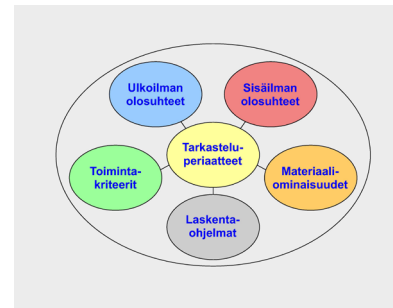 Ulkoilman
olosuhteet
Sisäilman
olosuhteet
Tarkastelu-
periaatteet
Toiminta-
kriteerit
Materiaali-
ominaisuudet
Laskenta-
ohjelmat